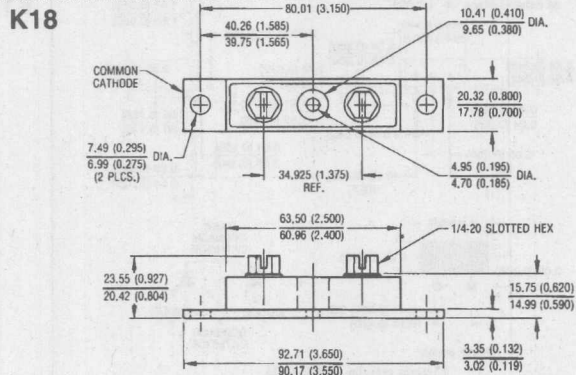 K18
80.01 (3.150)
40.26 (1.585)
39.75 (1.565)
10.41 (0.410)
9.65 (0.380) DIA.
COMMON
CATHODE
20.32 (0.800)
17.78 (0.700)
7.49 (0.295)
6.99 (0.275) DIA.
(2 PLCS.)
34.925 (1.375)
REF.
4.95 (0.195)
4.70 (0.185) DIA.
63.50 (2.500)
60.96 (2.400)
1/4-20 SLOTTED HEX
23.55 (0.927)
20.42 (0.804)
15.75 (0.620)
14.99 (0.590)
3.35 (0.132)
3.02 (0.119)
92.71 (3.650)
90.17 (3.550)